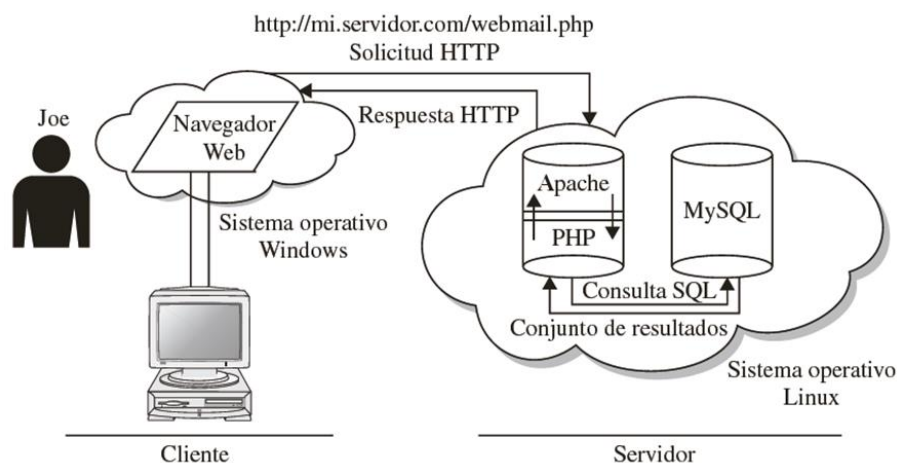 http://mi.servidor.com/webmail.php
Solicitud HTTP
Respuesta HTTP
Joe
Navegador
Web
Sistema operativo
Windows
Apache
PHP
MySQL
Consulta SQL
Conjunto de resultados
Sistema operativo
Linux
Cliente
Servidor